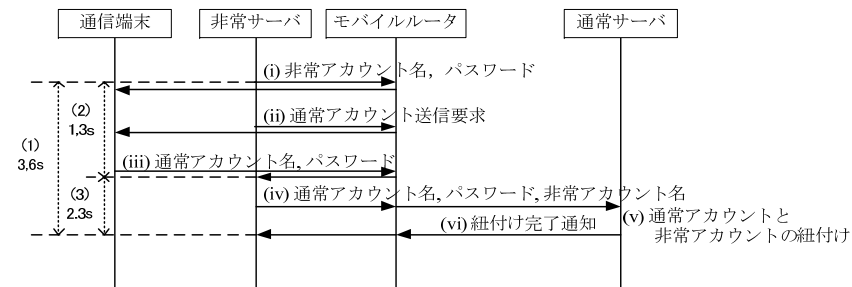 通信端末
非常サーバ
モバイルルータ
通常サーバ
(i) 非常アカウント名, パスワード
(ii) 通常アカウント送信要求
(1)
3,6s
(2)
1,3s
(iii) 通常アカウント名, パスワード
(3)
2.3s
(iv) 通常アカウント名, パスワード, 非常アカウント名
(v) 通常アカウントと
非常アカウントの紐付け
(vi) 紐付け完了通知